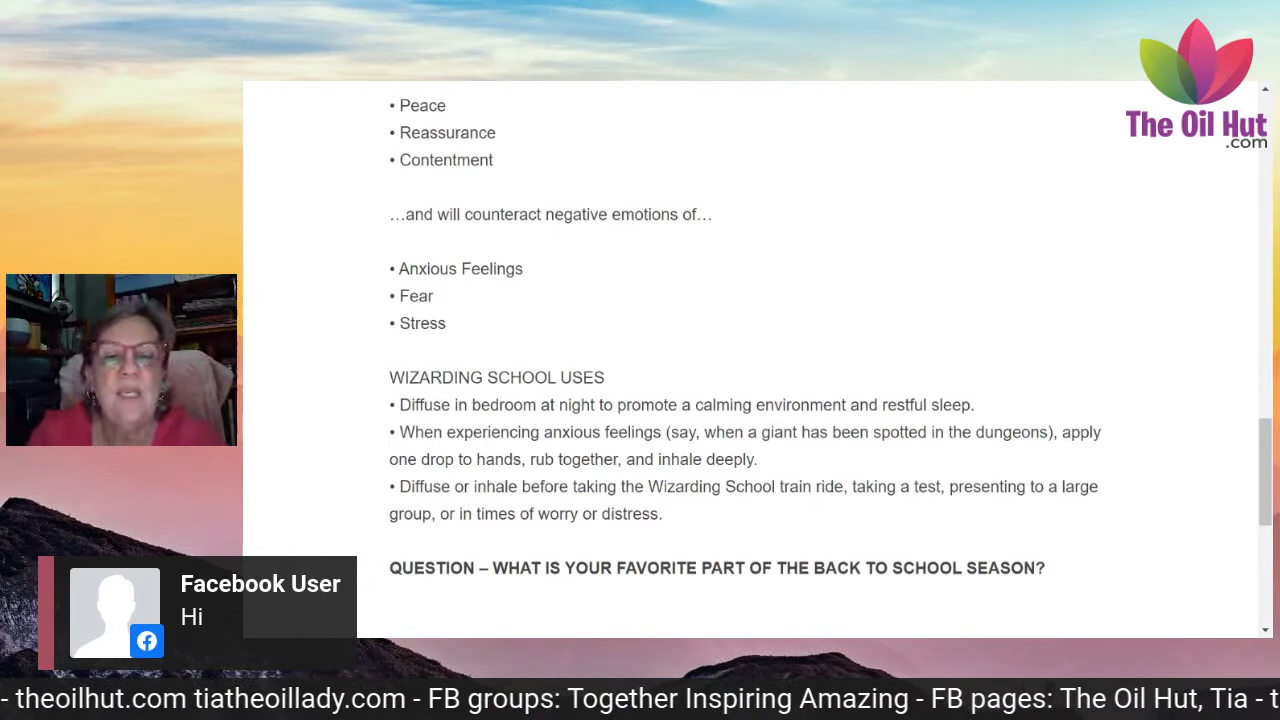 The Oil Hut
.com
• Peace
• Reassurance
• Contentment
…and will counteract negative emotions of…
• Anxious Feelings
• Fear
• Stress
WIZARDING SCHOOL USES
• Diffuse in bedroom at night to promote a calming environment and restful sleep.
• When experiencing anxious feelings (say, when a giant has been spotted in the dungeons), apply
one drop to hands, rub together, and inhale deeply.
• Diffuse or inhale before taking the Wizarding School train ride, taking a test, presenting to a large
group, or in times of worry or distress.
QUESTION – WHAT IS YOUR FAVORITE PART OF THE BACK TO SCHOOL SEASON?
Facebook User
Hi
- theoilhut.com tiatheoillady.com - FB groups: Together Inspiring Amazing - FB pages: The Oil Hut, Tia - t